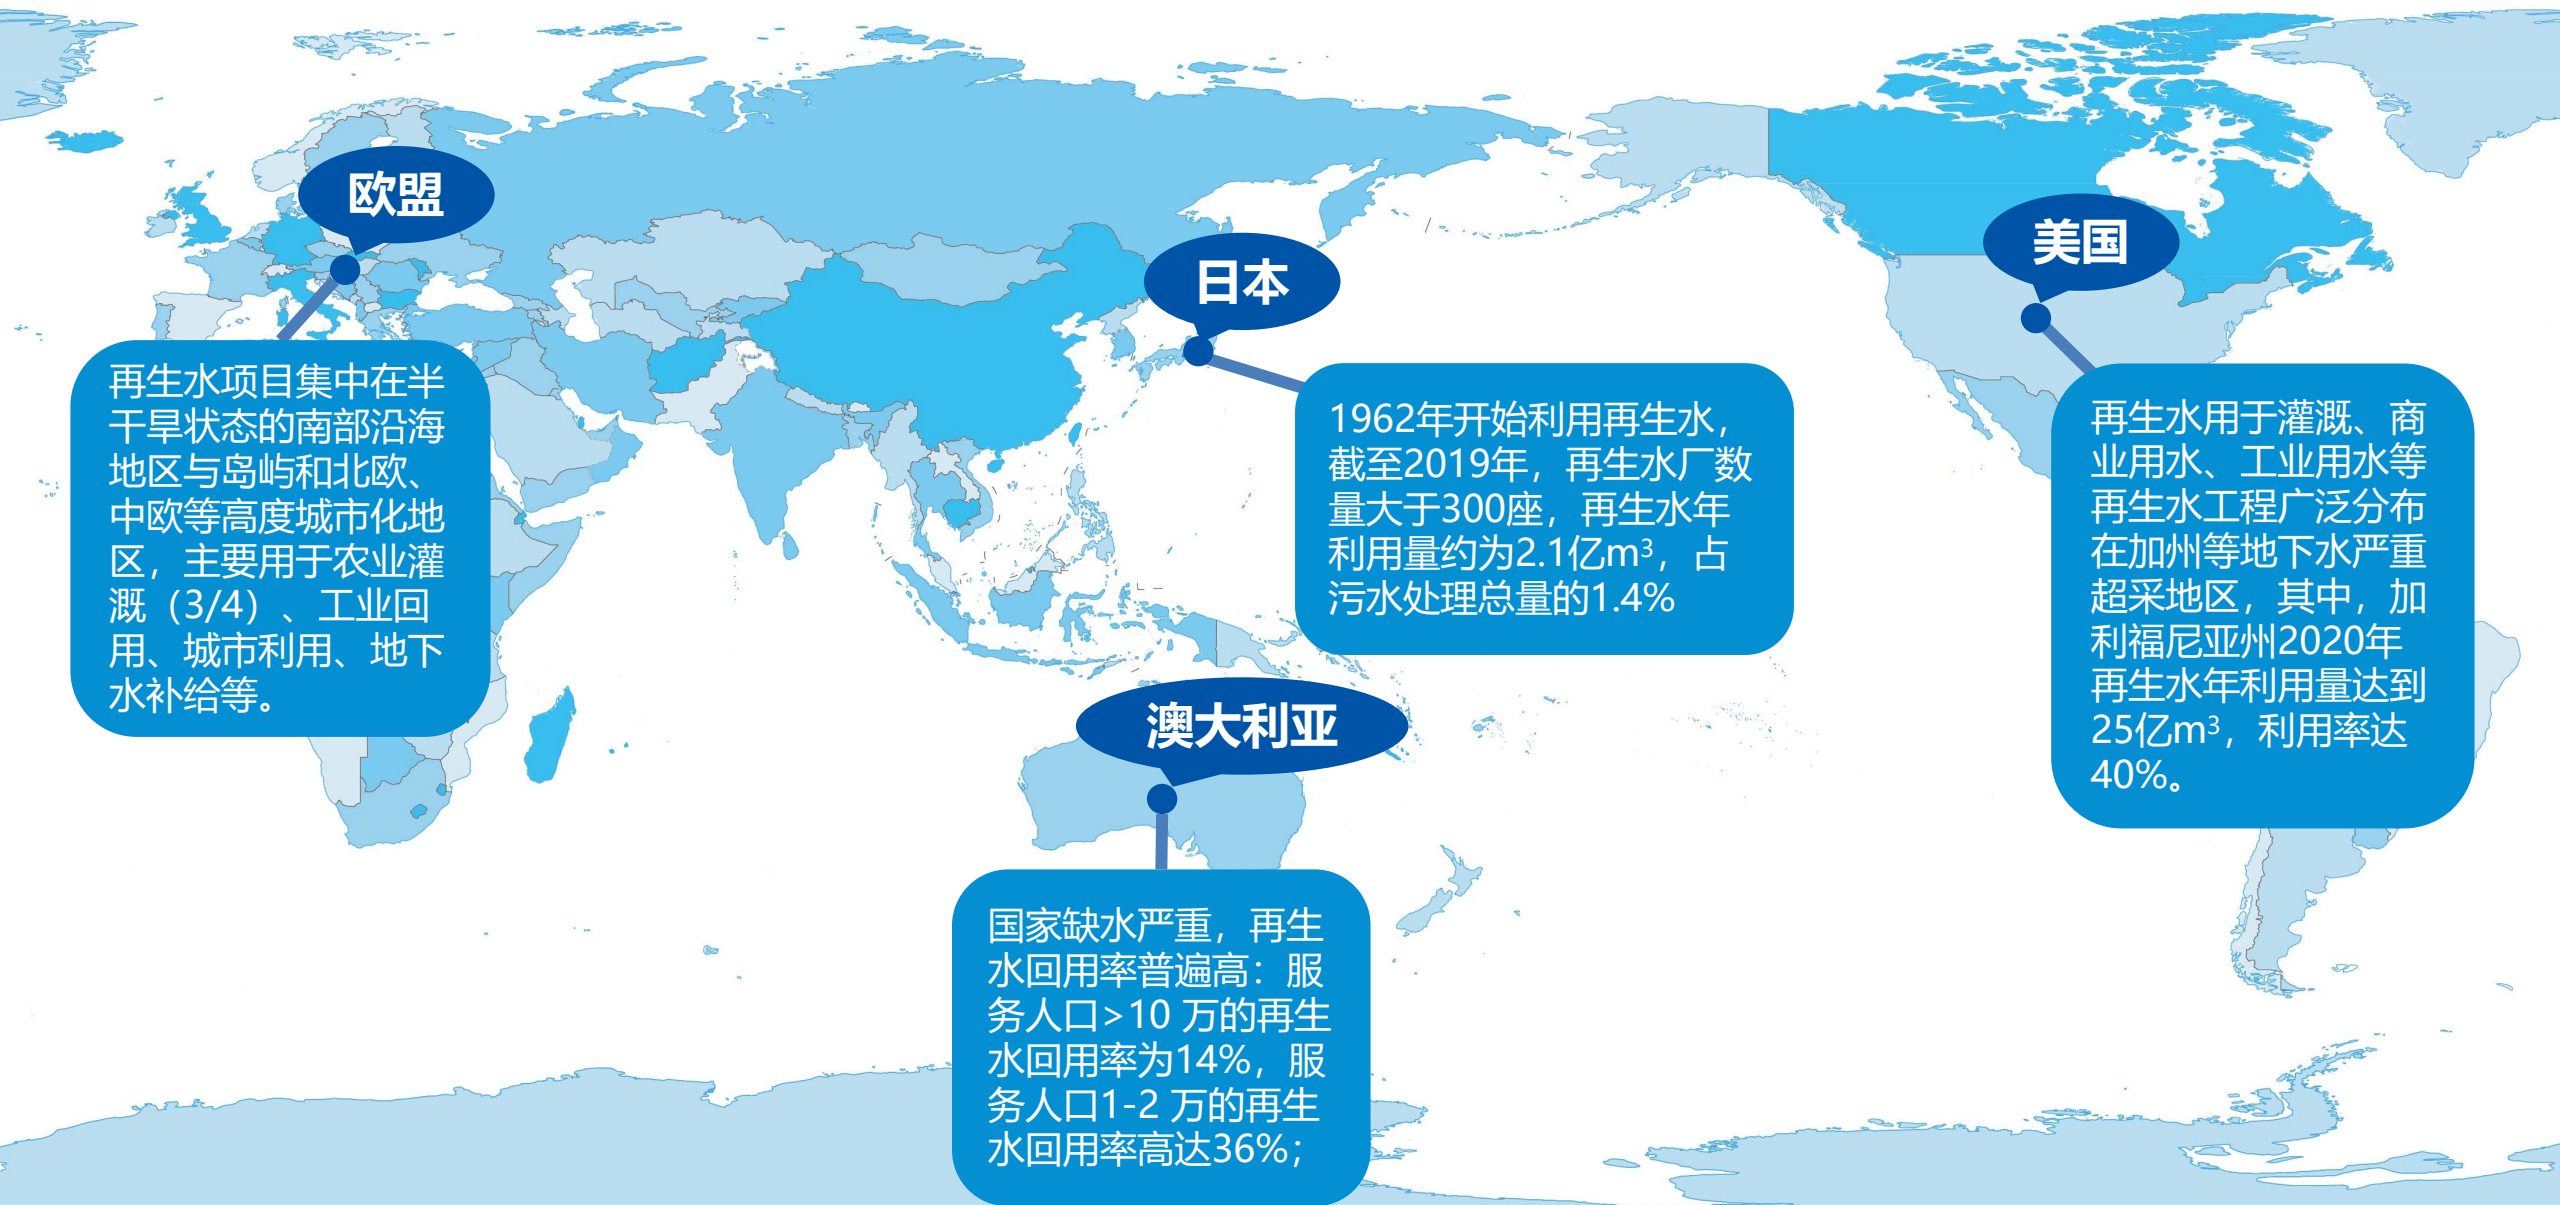 欧盟
再生水项目集中在半
干旱状态的南部沿海
地区与岛屿和北欧、
中欧等高度城市化地
区，主要用于农业灌
溉（3/4）、工业回
用、城市利用、地下
水补给等。
日本
1962年开始利用再生水，
截至2019年，再生水厂数
量大于300座，再生水年
利用量约为2.1亿m³，占
污水处理总量的1.4%
美国
再生水用于灌溉、商
业用水、工业用水等
再生水工程广泛分布
在加州等地下水严重
超采地区，其中，加
利福尼亚州2020年
再生水年利用量达到
25亿m³，利用率达
40%。
澳大利亚
国家缺水严重，再生
水回用率普遍高：服
务人口>10 万的再生
水回用率为14%，服
务人口1-2 万的再生
水回用率高达36%；